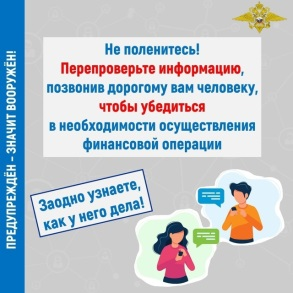 ПРЕДУПРЕЖДЁН – ЗНАЧИТ ВООРУЖЁН!
Не поленитесь!
Перепроверьте информацию,
позвонив дорогому вам человеку,
чтобы убедиться
в необходимости осуществления
финансовой операции
Заодно узнаете,
как у него дела!